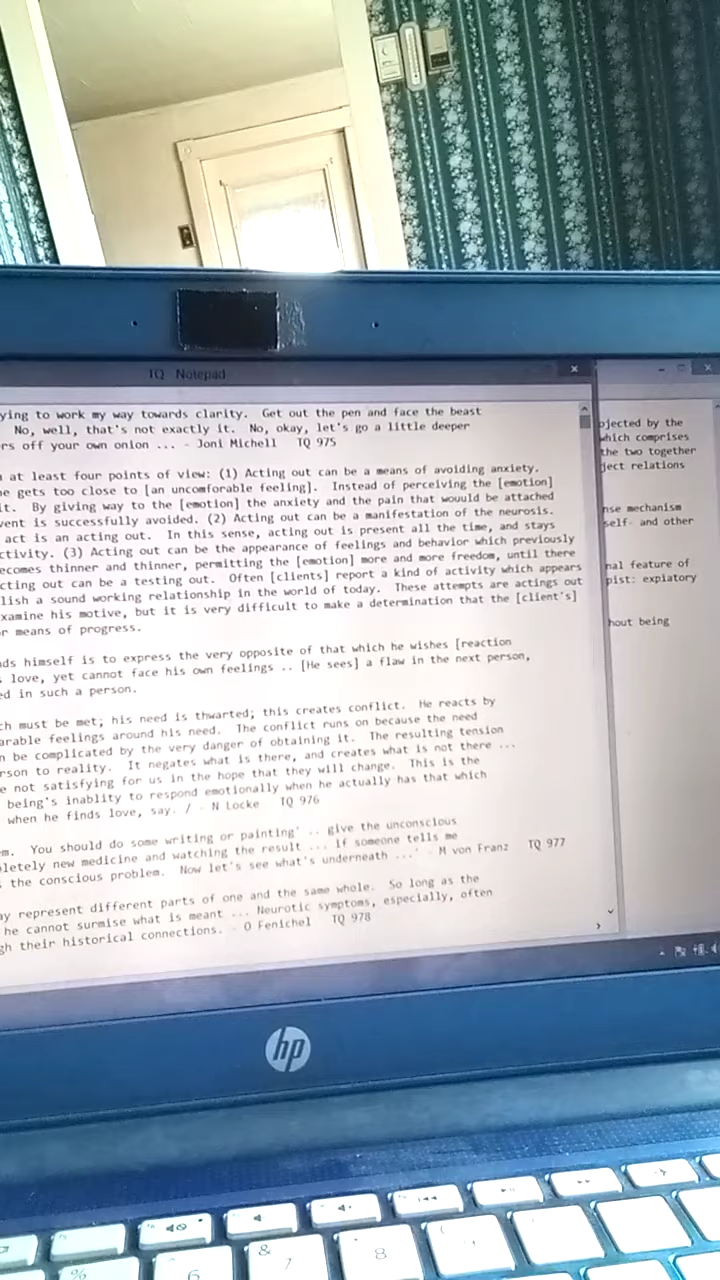 TQ - Notepad
ying to work my way towards clarity. Get out the pen and face the beast
No, well, that's not exactly it. No, okay, let's go a little deeper
rs off your own onion ... - Joni Michell TQ 975
at least four points of view: (1) Acting out can be a means of avoiding anxiety.
e gets too close to [an uncomforable feeling]. Instead of perceiving the [emotion]
it. By giving way to the [emotion] the anxiety and the pain that wouuld be attached
vent is successfully avoided. (2) Acting out can be a manifestation of the neurosis.
act is an acting out. In this sense, acting out is present all the time, and stays
ctivity. (3) Acting out can be the appearance of feelings and behavior which previously
ecomes thinner and thinner, permitting the [emotion] more and more freedom, until there
cting out can be a testing out. Often [clients] report a kind of activity which appears
lish a sound working relationship in the world of today. These attempts are actings out
xamine his motive, but it is very difficult to make a determination that the [client's]
r means of progress.
ds himself is to express the very opposite of that which he wishes [reaction
love, yet cannot face his own feelings .. [He sees] a flaw in the next person,
ed in such a person.
ch must be met; his need is thwarted; this creates conflict. He reacts by
arable feelings around his need. The conflict runs on because the need
n be complicated by the very danger of obtaining it. The resulting tension
rson to reality. It negates what is there, and creates what is not there ...
e not satisfying for us in the hope that they will change. This is the
being's inablity to respond emotionally when he actually has that which
when he finds love, say. / - N Locke TQ 976
em. You should do some writing or painting' .. give the unconscious
pletely new medicine and watching the result ... if someone tells me
the conscious problem. Now let's see what's underneath ...' - M von Franz TQ 977
ay represent different parts of one and the same whole. So long as the
he cannot surmise what is meant ... Neurotic symptoms, especially, often
gh their historical connections. - O Fenichel TQ 978
ojected by the
which comprises
the two together
ject relations
nse mechanism
self- and other
nal feature of
pist: expiatory
hout being
hp
% 6 & 7 8